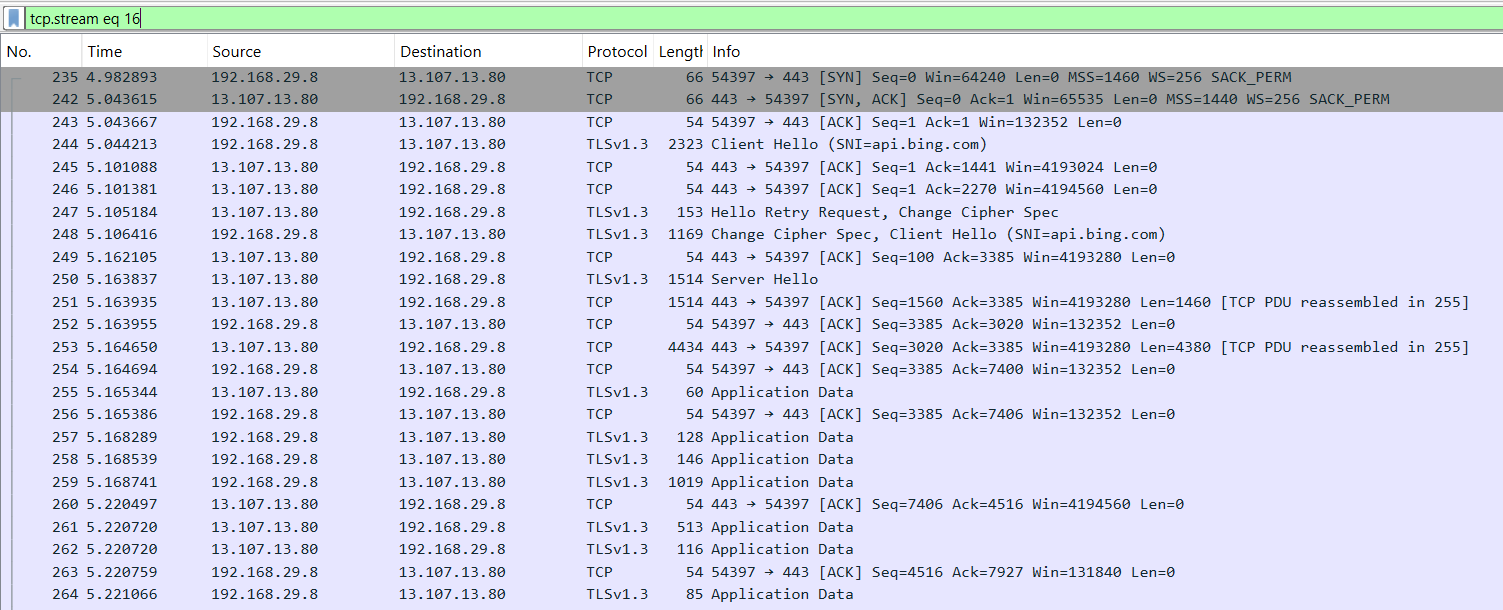 tcp.stream eq 16
No. Time Source Destination Protocol Length Info
235 4.982893 192.168.29.8 13.107.13.80 TCP 66 54397 → 443 [SYN] Seq=0 Win=64240 Len=0 MSS=1460 WS=256 SACK_PERM
242 5.043615 13.107.13.80 192.168.29.8 TCP 66 443 → 54397 [SYN, ACK] Seq=0 Ack=1 Win=65535 Len=0 MSS=1440 WS=256 SACK_PERM
243 5.043667 192.168.29.8 13.107.13.80 TCP 54 54397 → 443 [ACK] Seq=1 Ack=1 Win=132352 Len=0
244 5.044213 192.168.29.8 13.107.13.80 TLSv1.3 2323 Client Hello (SNI=api.bing.com)
245 5.101088 13.107.13.80 192.168.29.8 TCP 54 443 → 54397 [ACK] Seq=1 Ack=1441 Win=4193024 Len=0
246 5.101381 13.107.13.80 192.168.29.8 TCP 54 443 → 54397 [ACK] Seq=1 Ack=2270 Win=4194560 Len=0
247 5.105184 13.107.13.80 192.168.29.8 TLSv1.3 153 Hello Retry Request, Change Cipher Spec
248 5.106416 192.168.29.8 13.107.13.80 TLSv1.3 1169 Change Cipher Spec, Client Hello (SNI=api.bing.com)
249 5.162105 13.107.13.80 192.168.29.8 TCP 54 443 → 54397 [ACK] Seq=100 Ack=3385 Win=4193280 Len=0
250 5.163837 13.107.13.80 192.168.29.8 TLSv1.3 1514 Server Hello
251 5.163935 13.107.13.80 192.168.29.8 TCP 1514 443 → 54397 [ACK] Seq=1560 Ack=3385 Win=4193280 Len=1460 [TCP PDU reassembled in 255]
252 5.163955 192.168.29.8 13.107.13.80 TCP 54 54397 → 443 [ACK] Seq=3385 Ack=3020 Win=132352 Len=0
253 5.164650 13.107.13.80 192.168.29.8 TCP 4434 443 → 54397 [ACK] Seq=3020 Ack=3385 Win=4193280 Len=4380 [TCP PDU reassembled in 255]
254 5.164694 192.168.29.8 13.107.13.80 TCP 54 54397 → 443 [ACK] Seq=3385 Ack=7400 Win=132352 Len=0
255 5.165344 13.107.13.80 192.168.29.8 TLSv1.3 60 Application Data
256 5.165386 192.168.29.8 13.107.13.80 TCP 54 54397 → 443 [ACK] Seq=3385 Ack=7406 Win=132352 Len=0
257 5.168289 192.168.29.8 13.107.13.80 TLSv1.3 128 Application Data
258 5.168539 192.168.29.8 13.107.13.80 TLSv1.3 146 Application Data
259 5.168741 192.168.29.8 13.107.13.80 TLSv1.3 1019 Application Data
260 5.220497 13.107.13.80 192.168.29.8 TCP 54 443 → 54397 [ACK] Seq=7406 Ack=4516 Win=4194560 Len=0
261 5.220720 13.107.13.80 192.168.29.8 TLSv1.3 513 Application Data
262 5.220720 13.107.13.80 192.168.29.8 TLSv1.3 116 Application Data
263 5.220759 192.168.29.8 13.107.13.80 TCP 54 54397 → 443 [ACK] Seq=4516 Ack=7927 Win=131840 Len=0
264 5.221066 192.168.29.8 13.107.13.80 TLSv1.3 85 Application Data